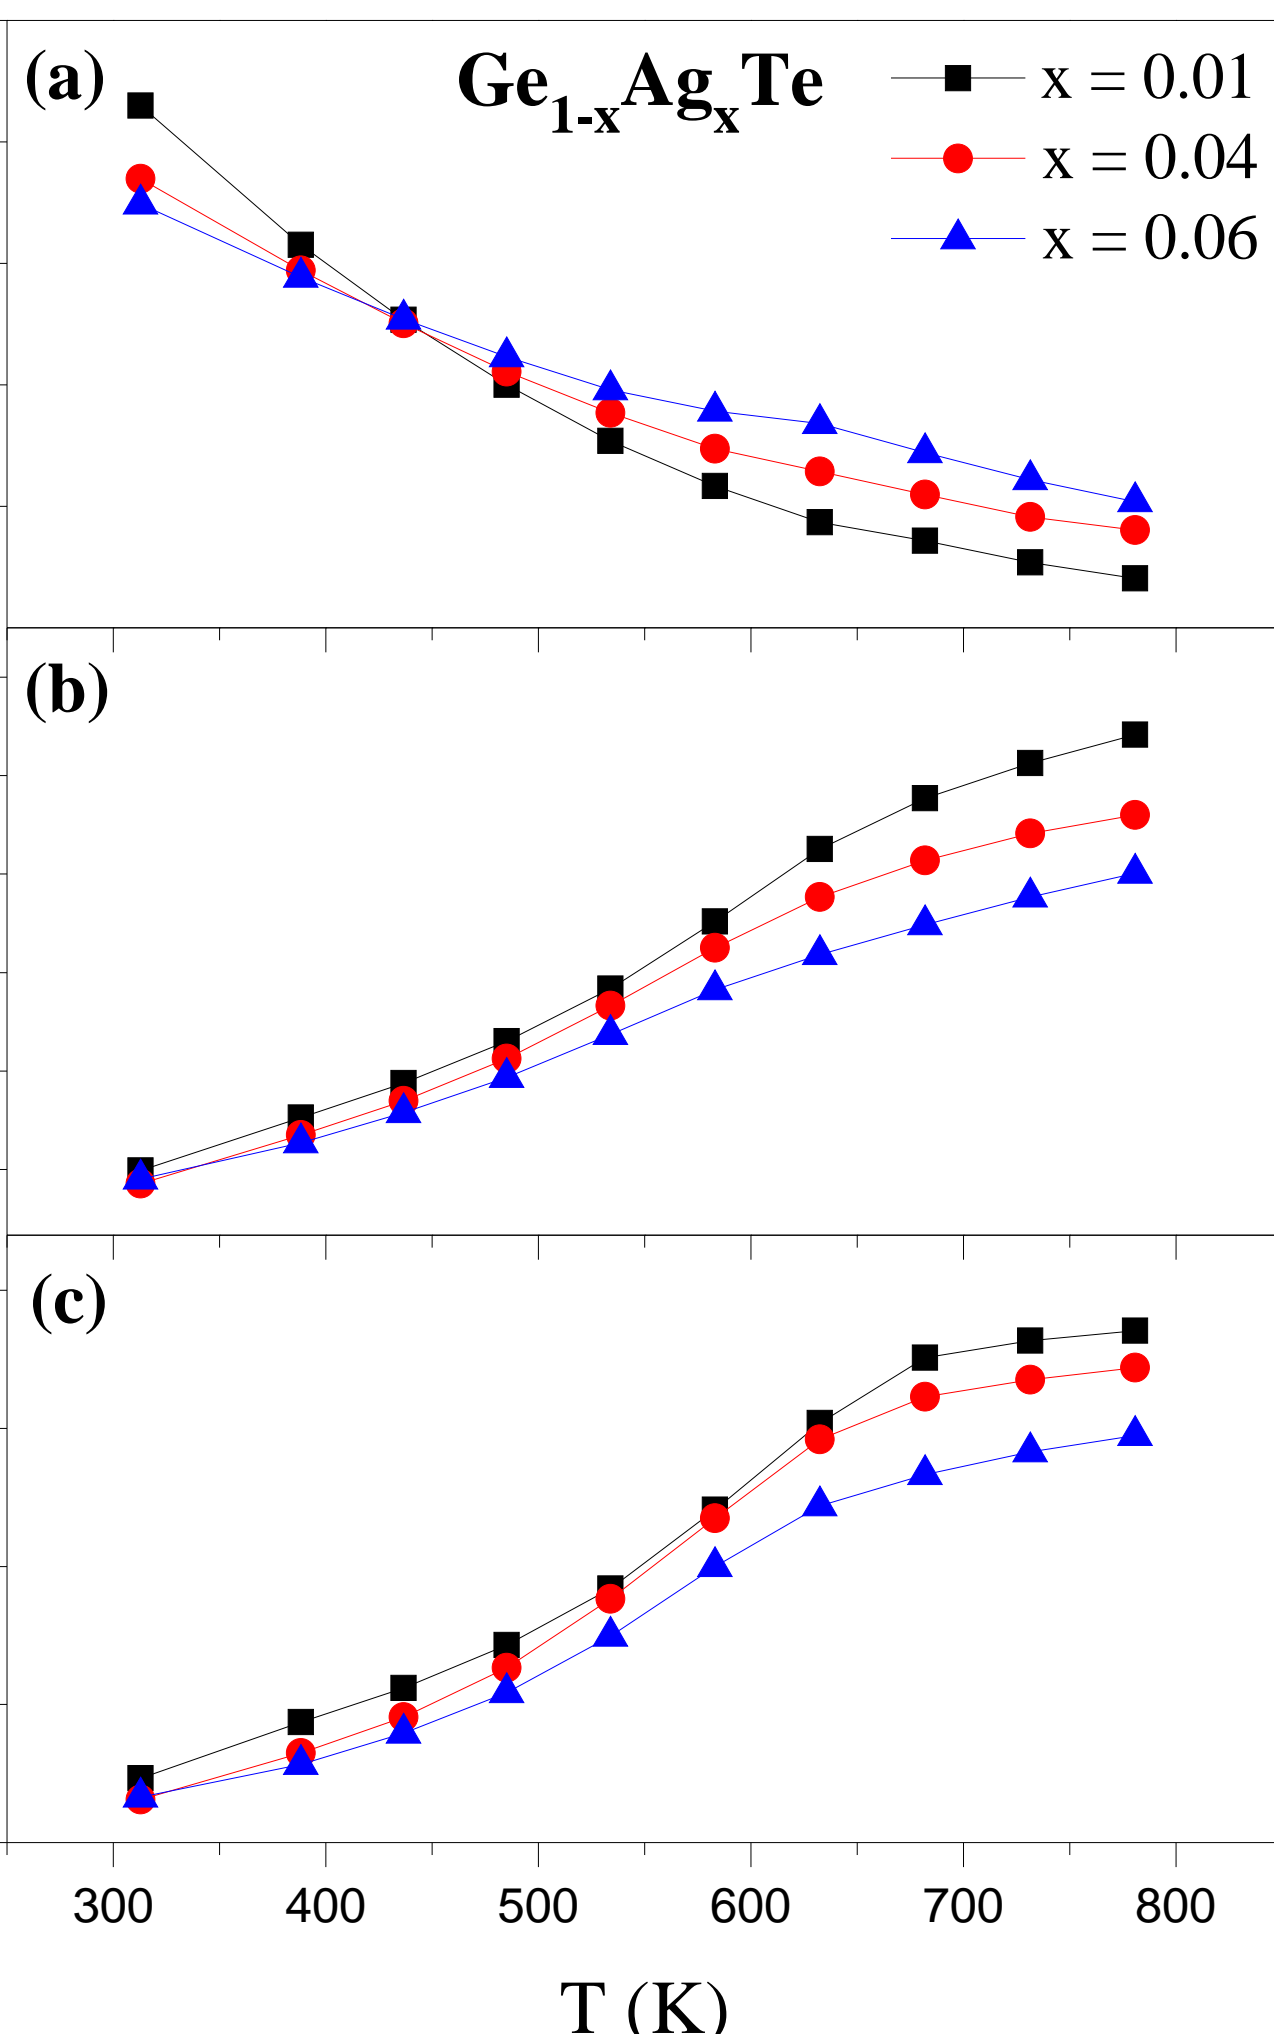 (a)
Ge1-xAgxTe
x = 0.01
x = 0.04
x = 0.06
(b)
(c)
300 400 500 600 700 800
T (K)